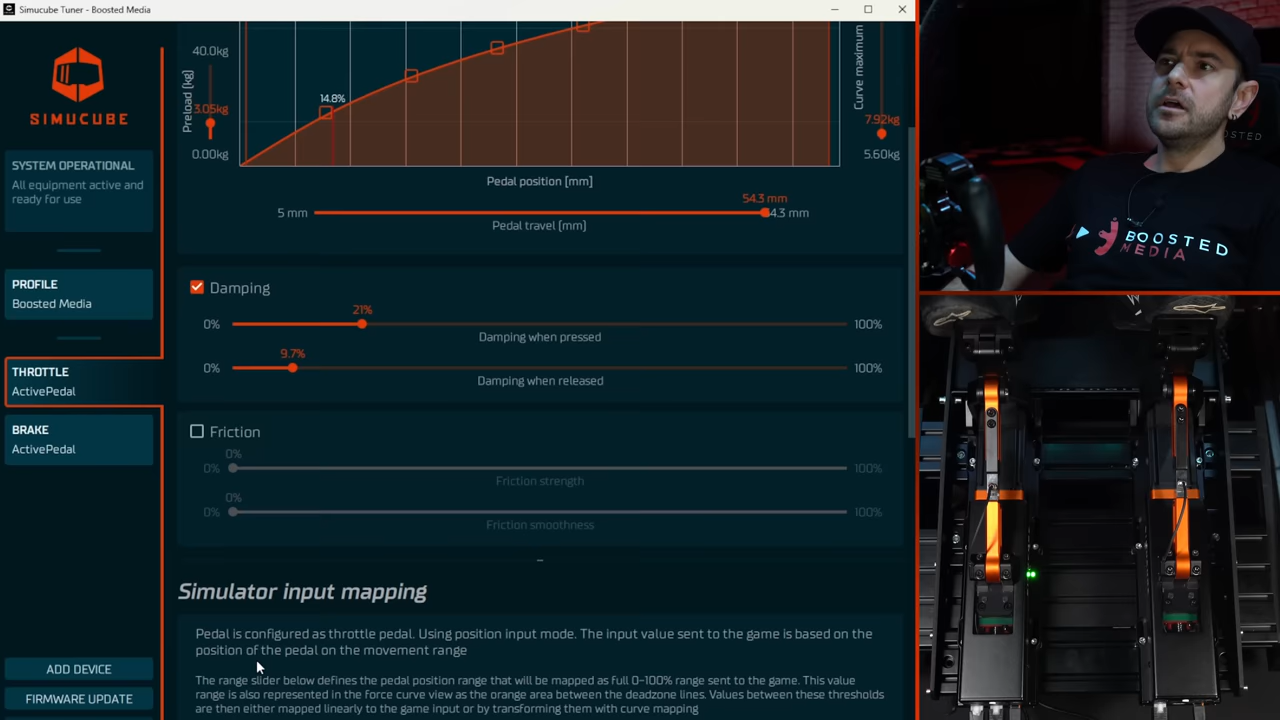 Simucube Tuner - Boosted Media
SIMUCUBE
SYSTEM OPERATIONAL
All equipment active and
ready for use
PROFILE
Boosted Media
THROTTLE
ActivePedal
BRAKE
ActivePedal
ADD DEVICE
FIRMWARE UPDATE
40.0kg
Preload [kg]
3.05kg
0.00kg
14.8%
Curve maximum
7.92kg
5.60kg
Pedal position [mm]
54.3 mm
5 mm
4.3 mm
Pedal travel [mm]
Damping
21%
0%
100%
Damping when pressed
9.7%
0%
100%
Damping when released
Friction
0%
0%
100%
Friction strength
0%
0%
100%
Friction smoothness
Simulator input mapping
Pedal is configured as throttle pedal. Using position input mode. The input value sent to the game is based on the
position of the pedal on the movement range
The range slider below defines the pedal position range that will be mapped as full 0-100% range sent to the game. This value
range is also represented in the force curve view as the orange area between the deadzone lines. Values between these thresholds
are then either mapped linearly to the game input or by transforming them with curve mapping
BOOSTED
MEDIA